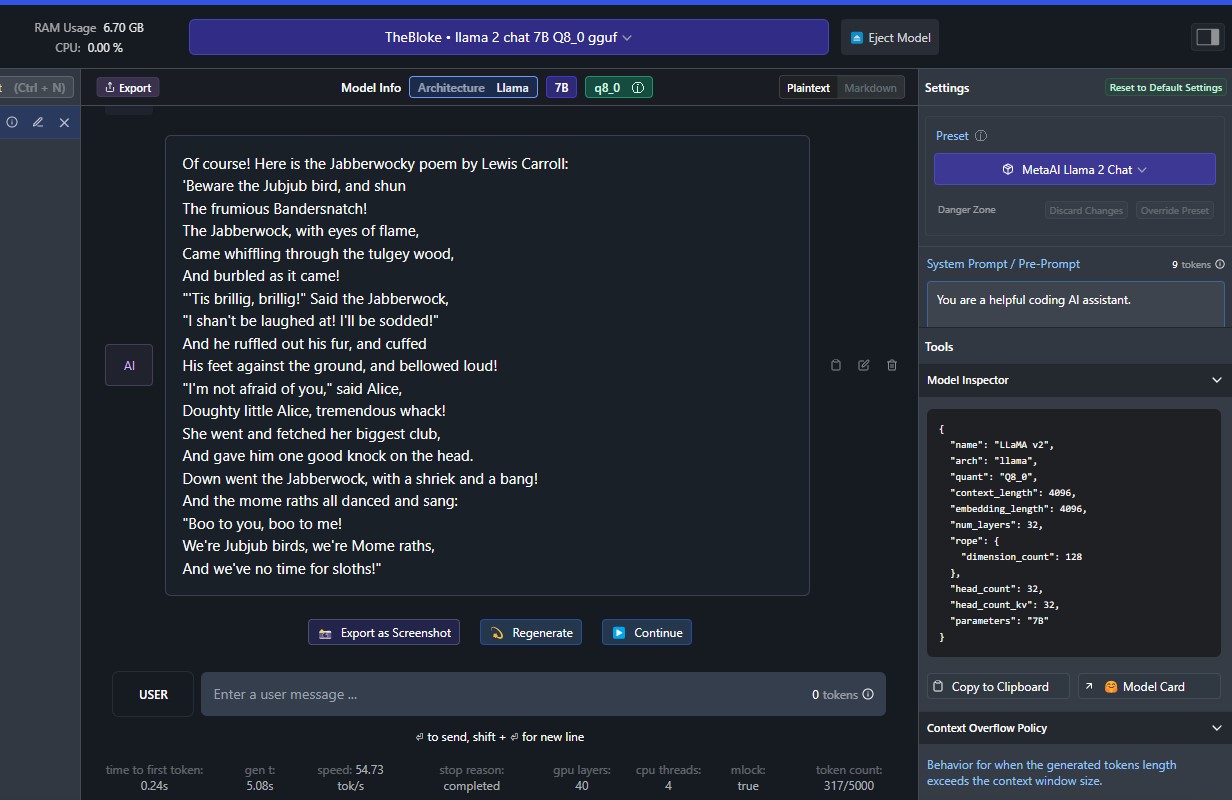 RAM Usage 6.70 GB
CPU: 0.00 %
TheBloke • llama 2 chat 7B Q8_0 gguf
Eject Model
(Ctrl + N)
Export
Model Info Architecture Llama 7B q8_0
Plaintext Markdown
Settings
Reset to Default Settings
Preset
MetaAI Llama 2 Chat
Danger Zone Discard Changes Override Preset
System Prompt / Pre-Prompt 9 tokens
You are a helpful coding AI assistant.
AI
Of course! Here is the Jabberwocky poem by Lewis Carroll:
'Beware the Jubjub bird, and shun
The frumious Bandersnatch!
The Jabberwock, with eyes of flame,
Came whiffling through the tulgey wood,
And burbled as it came!
"'Tis brillig, brillig!" Said the Jabberwock,
"I shan't be laughed at! I'll be sodded!"
And he ruffled out his fur, and cuffed
His feet against the ground, and bellowed loud!
"I'm not afraid of you," said Alice,
Doughty little Alice, tremendous whack!
She went and fetched her biggest club,
And gave him one good knock on the head.
Down went the Jabberwock, with a shriek and a bang!
And the mome raths all danced and sang:
"Boo to you, boo to me!
We're Jubjub birds, we're Mome raths,
And we've no time for sloths!"
Export as Screenshot
Regenerate
Continue
USER
Enter a user message ...
0 tokens
⏎ to send, shift + ⏎ for new line
time to first token: 0.24s
gen t: 5.08s
speed: 54.73 tok/s
stop reason: completed
gpu layers: 40
cpu threads: 4
mlock: true
token count: 317/5000
Tools
Model Inspector
{
"name": "LLaMA v2",
"arch": "llama",
"quant": "Q8_0",
"context_length": 4096,
"embedding_length": 4096,
"num_layers": 32,
"rope": {
"dimension_count": 128
},
"head_count": 32,
"head_count_kv": 32,
"parameters": "7B"
}
Copy to Clipboard
Model Card
Context Overflow Policy
Behavior for when the generated tokens length
exceeds the context window size.